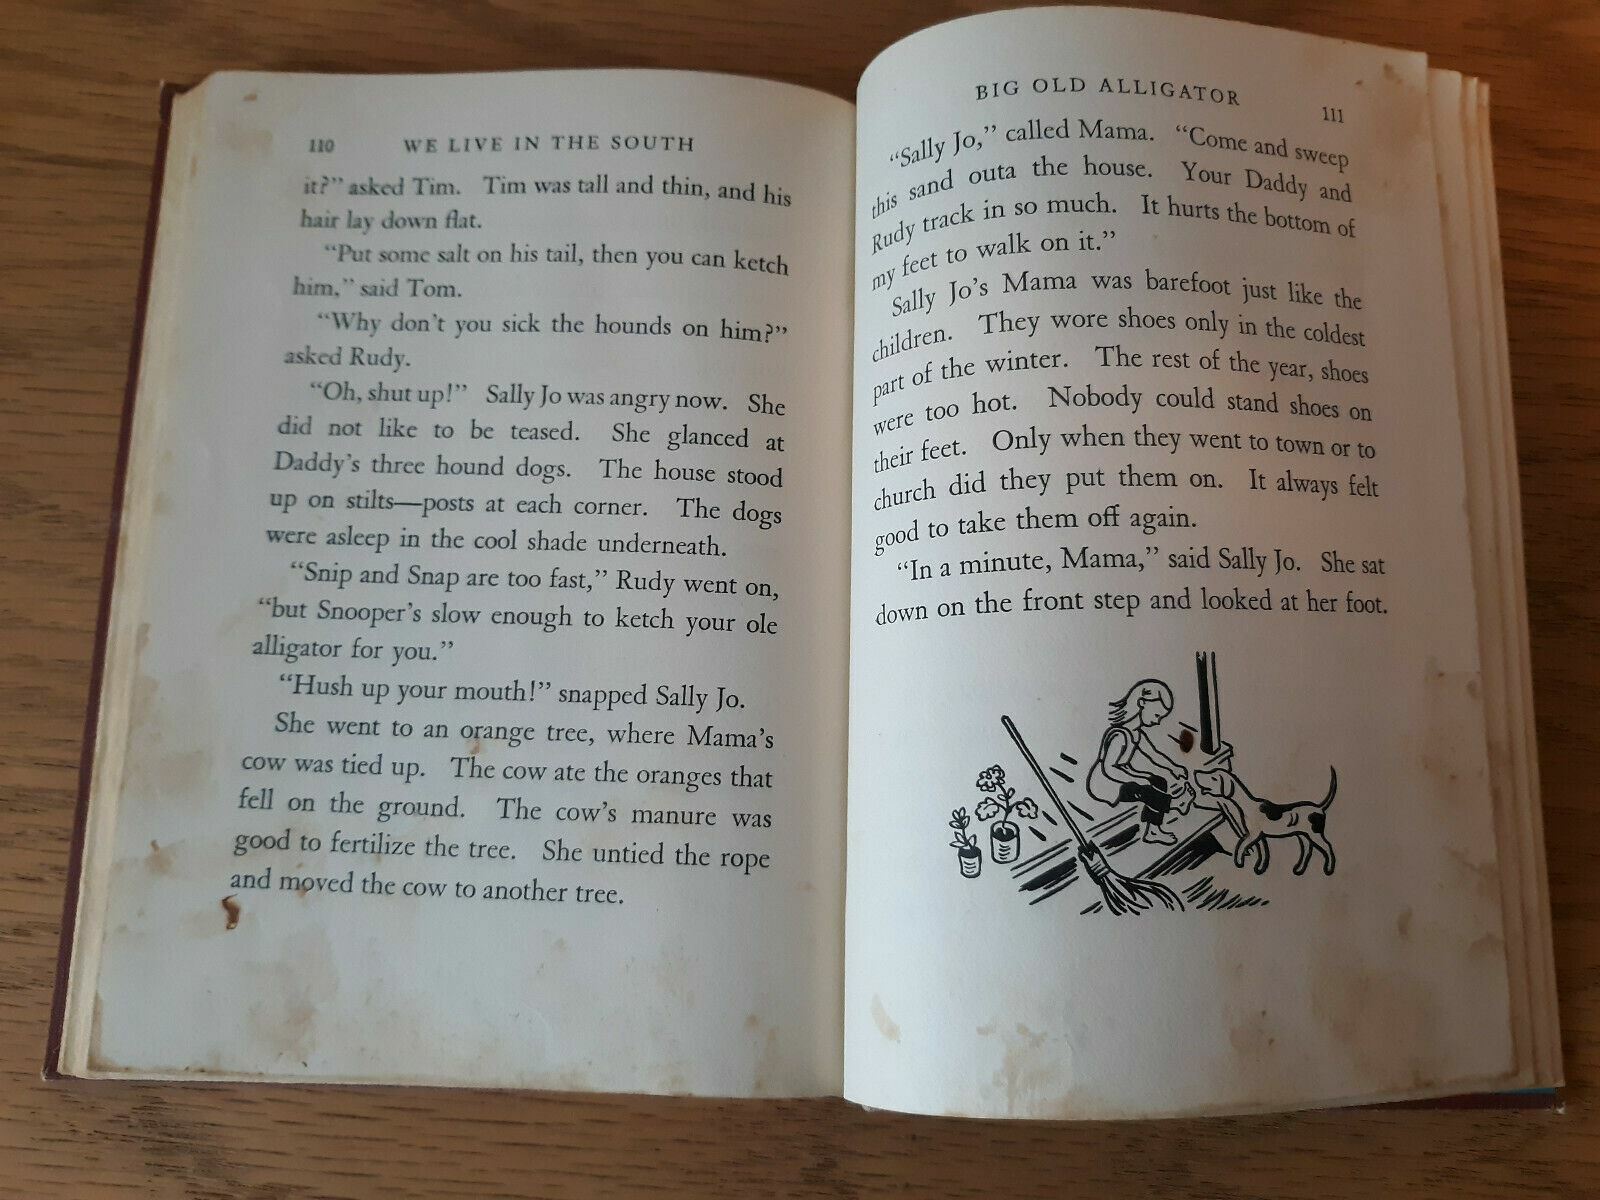 110 WE LIVE IN THE SOUTH
it?” asked Tim. Tim was tall and thin, and his
hair lay down flat.
“Put some salt on his tail, then you can ketch
him,” said Tom.
“Why don’t you sick the hounds on him?”
asked Rudy.
“Oh, shut up!” Sally Jo was angry now. She
did not like to be teased. She glanced at
Daddy’s three hound dogs. The house stood
up on stilts—posts at each corner. The dogs
were asleep in the cool shade underneath.
“Snip and Snap are too fast,” Rudy went on,
“but Snooper’s slow enough to ketch your ole
alligator for you.”
“Hush up your mouth!” snapped Sally Jo.
She went to an orange tree, where Mama’s
cow was tied up. The cow ate the oranges that
fell on the ground. The cow’s manure was
good to fertilize the tree. She untied the rope
and moved the cow to another tree.
BIG OLD ALLIGATOR 111
“Sally Jo,” called Mama. “Come and sweep
this sand outa the house. Your Daddy and
Rudy track in so much. It hurts the bottom of
my feet to walk on it.”
Sally Jo’s Mama was barefoot just like the
children. They wore shoes only in the coldest
part of the winter. The rest of the year, shoes
were too hot. Nobody could stand shoes on
their feet. Only when they went to town or to
church did they put them on. It always felt
good to take them off again.
“In a minute, Mama,” said Sally Jo. She sat
down on the front step and looked at her foot.